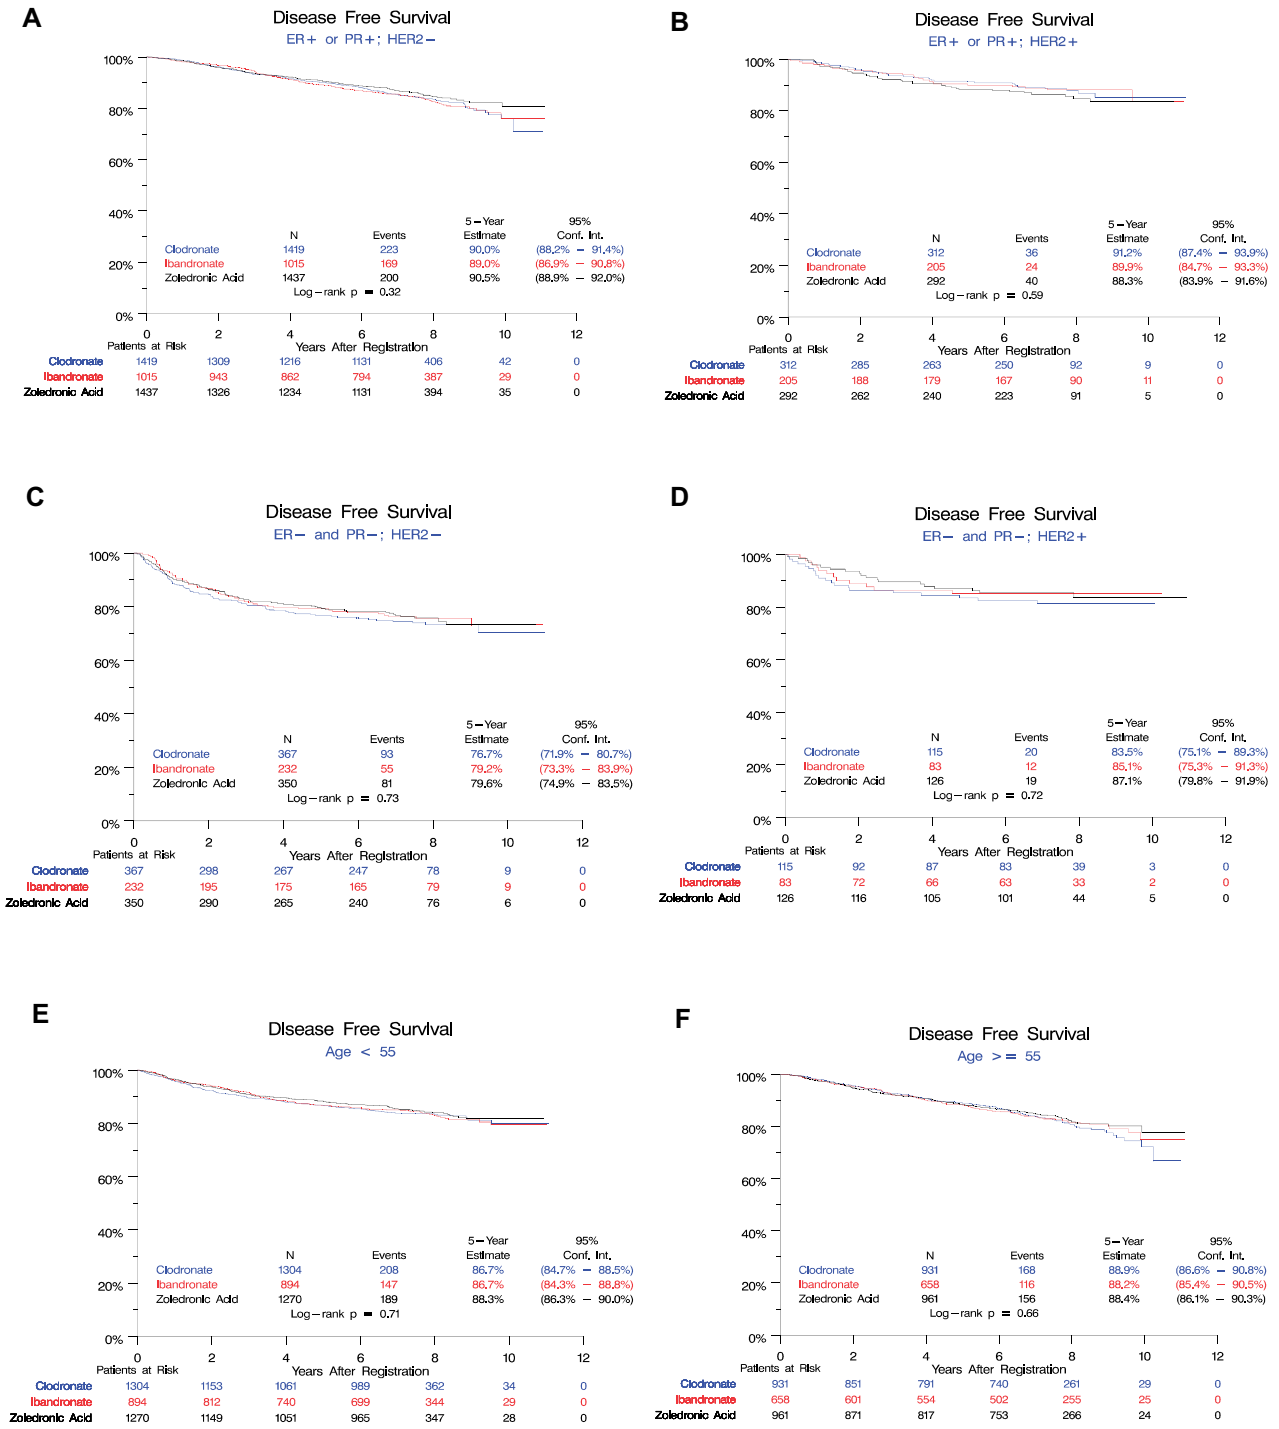 A
Disease Free Survival
ER+ or PR+; HER2−
100%
80%
60%
40%
20%
0%
5−Year 95%
N Events Estimate Conf. Int.
Clodronate 1419 223 90.0% (88.2% − 91.4%)
Ibandronate 1015 169 89.0% (86.9% − 90.8%)
Zoledronic Acid 1437 200 90.5% (88.9% − 92.0%)
Log−rank p = 0.32
0 2 4 6 8 10 12
Patients at Risk Years After Registration
Clodronate 1419 1309 1216 1131 406 42 0
Ibandronate 1015 943 862 794 387 29 0
Zoledronic Acid 1437 1326 1234 1131 394 35 0
B
Disease Free Survival
ER+ or PR+; HER2+
100%
80%
60%
40%
20%
0%
5−Year 95%
N Events Estimate Conf. Int.
Clodronate 312 36 91.2% (87.4% − 93.9%)
Ibandronate 205 24 89.9% (84.7% − 93.3%)
Zoledronic Acid 292 40 88.3% (83.9% − 91.6%)
Log−rank p = 0.59
0 2 4 6 8 10 12
Patients at Risk Years After Registration
Clodronate 312 285 263 250 92 9 0
Ibandronate 205 188 179 167 90 11 0
Zoledronic Acid 292 262 240 223 91 5 0
C
Disease Free Survival
ER− and PR−; HER2−
100%
80%
60%
40%
20%
0%
5−Year 95%
N Events Estimate Conf. Int.
Clodronate 367 93 76.7% (71.9% − 80.7%)
Ibandronate 232 55 79.2% (73.3% − 83.9%)
Zoledronic Acid 350 81 79.6% (74.9% − 83.5%)
Log−rank p = 0.73
0 2 4 6 8 10 12
Patients at Risk Years After Registration
Clodronate 367 298 267 247 78 9 0
Ibandronate 232 195 175 165 79 9 0
Zoledronic Acid 350 290 265 240 76 6 0
D
Disease Free Survival
ER− and PR−; HER2+
100%
80%
60%
40%
20%
0%
5−Year 95%
N Events Estimate Conf. Int.
Clodronate 115 20 83.5% (75.1% − 89.3%)
Ibandronate 83 12 85.1% (75.3% − 91.3%)
Zoledronic Acid 126 19 87.1% (79.8% − 91.9%)
Log−rank p = 0.72
0 2 4 6 8 10 12
Patients at Risk Years After Registration
Clodronate 115 92 87 83 39 3 0
Ibandronate 83 72 66 63 33 2 0
Zoledronic Acid 126 116 105 101 44 5 0
E
Disease Free Survival
Age < 55
100%
80%
60%
40%
20%
0%
5−Year 95%
N Events Estimate Conf. Int.
Clodronate 1304 208 86.7% (84.7% − 88.5%)
Ibandronate 894 147 86.7% (84.3% − 88.8%)
Zoledronic Acid 1270 189 88.3% (86.3% − 90.0%)
Log−rank p = 0.71
0 2 4 6 8 10 12
Patients at Risk Years After Registration
Clodronate 1304 1153 1061 989 362 34 0
Ibandronate 894 812 740 699 344 29 0
Zoledronic Acid 1270 1149 1051 965 347 28 0
F
Disease Free Survival
Age >= 55
100%
80%
60%
40%
20%
0%
5−Year 95%
N Events Estimate Conf. Int.
Clodronate 931 168 88.9% (86.6% − 90.8%)
Ibandronate 658 116 88.2% (85.4% − 90.5%)
Zoledronic Acid 961 156 88.4% (86.1% − 90.3%)
Log−rank p = 0.66
0 2 4 6 8 10 12
Patients at Risk Years After Registration
Clodronate 931 851 791 740 261 29 0
Ibandronate 658 601 554 502 255 25 0
Zoledronic Acid 961 871 817 753 266 24 0